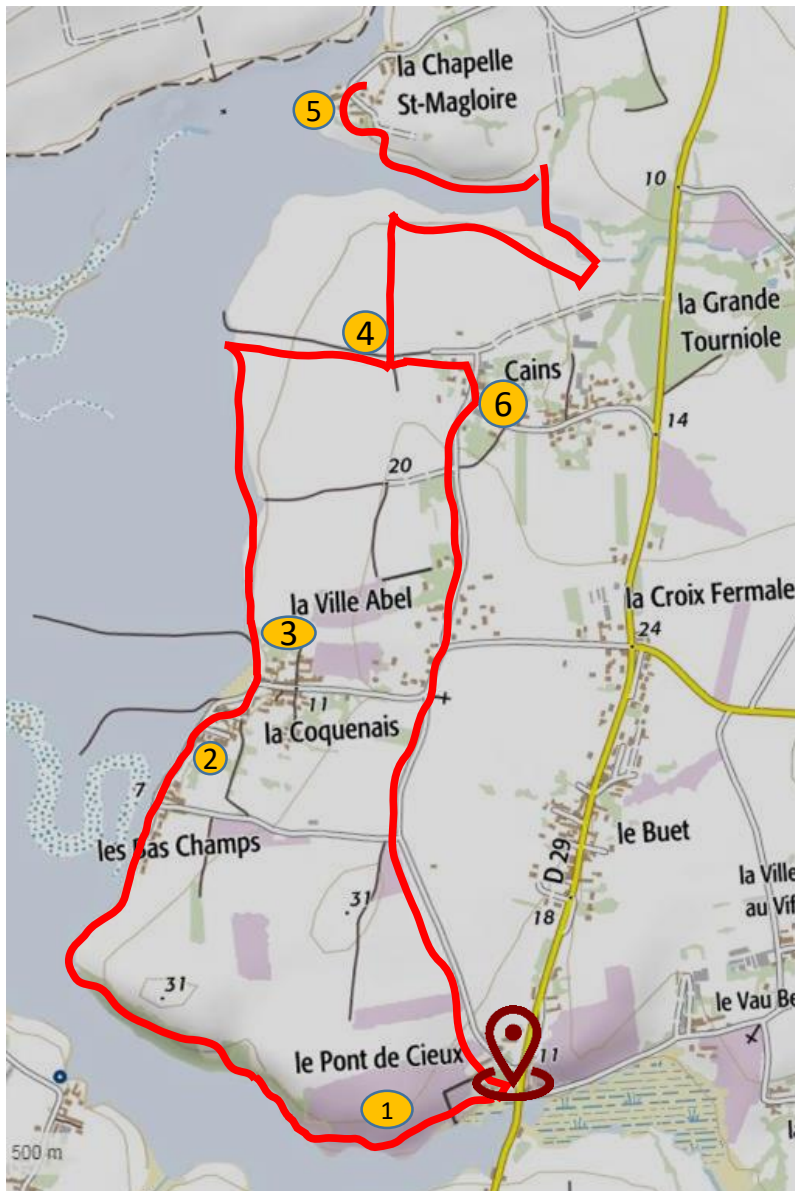 la Chapelle
St-Magloire
5
10
la Grande
Tourniole
4
Cains
6
14
20
la Ville Abel
la Croix Fermale
3
24
11
la Coquenais
2
7
les Bas Champs
le Buet
D 29
la Ville
au Vif
31
18
31
le Vau Be
le Pont de Cieux
11
1
500 m